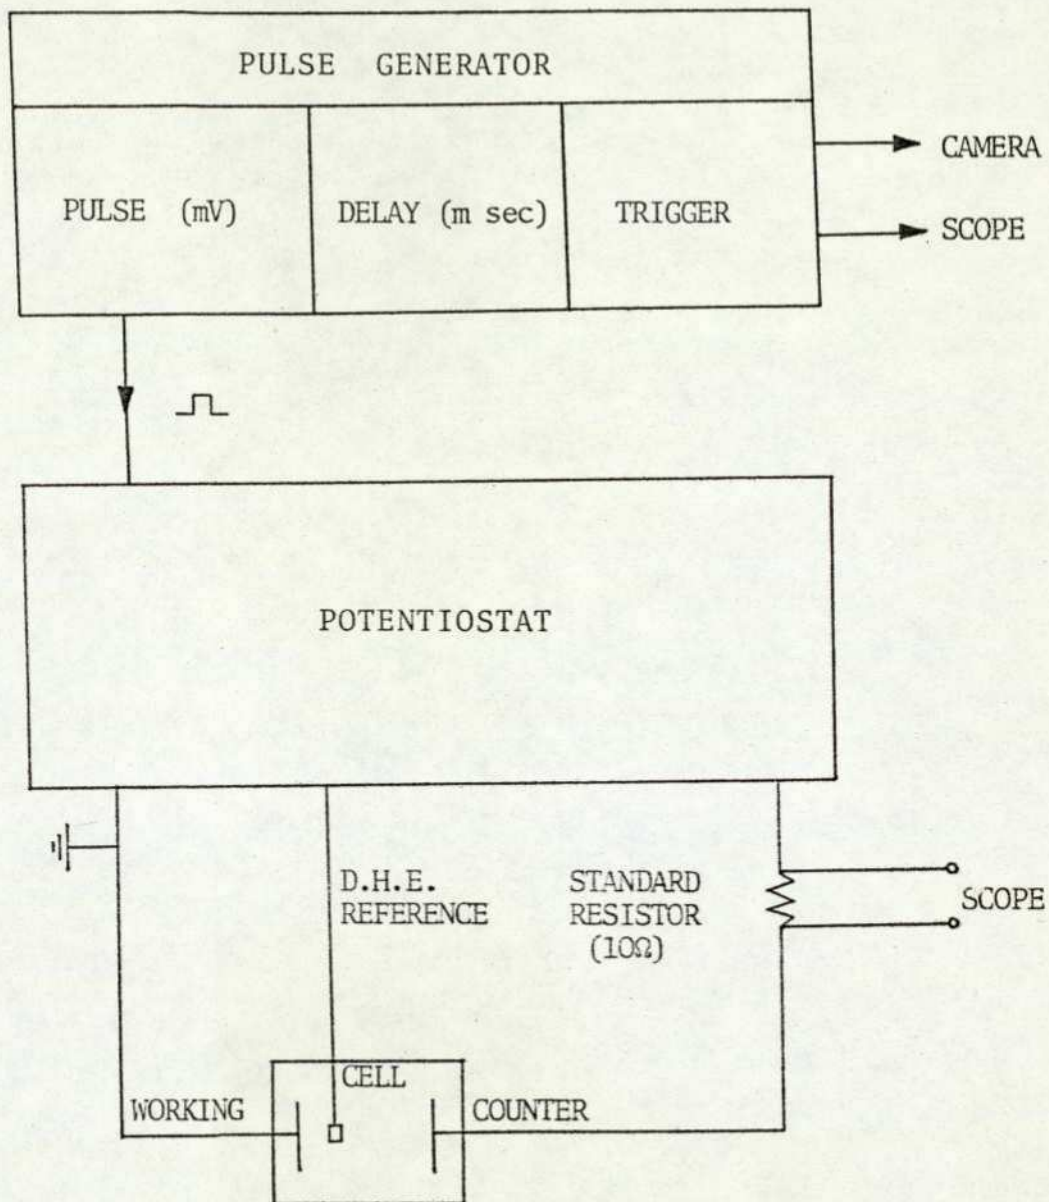 PULSE GENERATOR
PULSE (mV)
DELAY (m sec)
TRIGGER
CAMERA
SCOPE
POTENTIOSTAT
D.H.E.
REFERENCE
STANDARD
RESISTOR
(10Ω)
SCOPE
CELL
WORKING
COUNTER